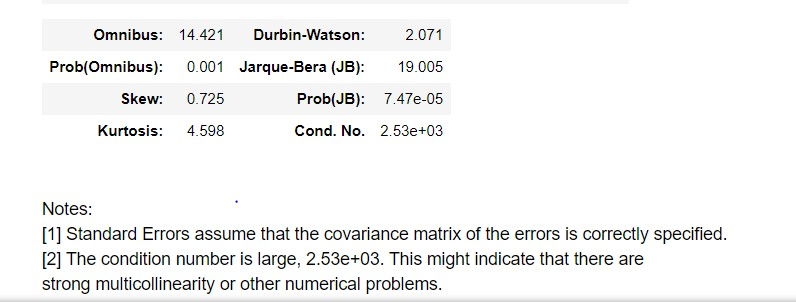 Omnibus: 14.421 Durbin-Watson: 2.071
Prob(Omnibus): 0.001 Jarque-Bera (JB): 19.005
Skew: 0.725 Prob(JB): 7.47e-05
Kurtosis: 4.598 Cond. No. 2.53e+03
Notes:
[1] Standard Errors assume that the covariance matrix of the errors is correctly specified.
[2] The condition number is large, 2.53e+03. This might indicate that there are
strong multicollinearity or other numerical problems.